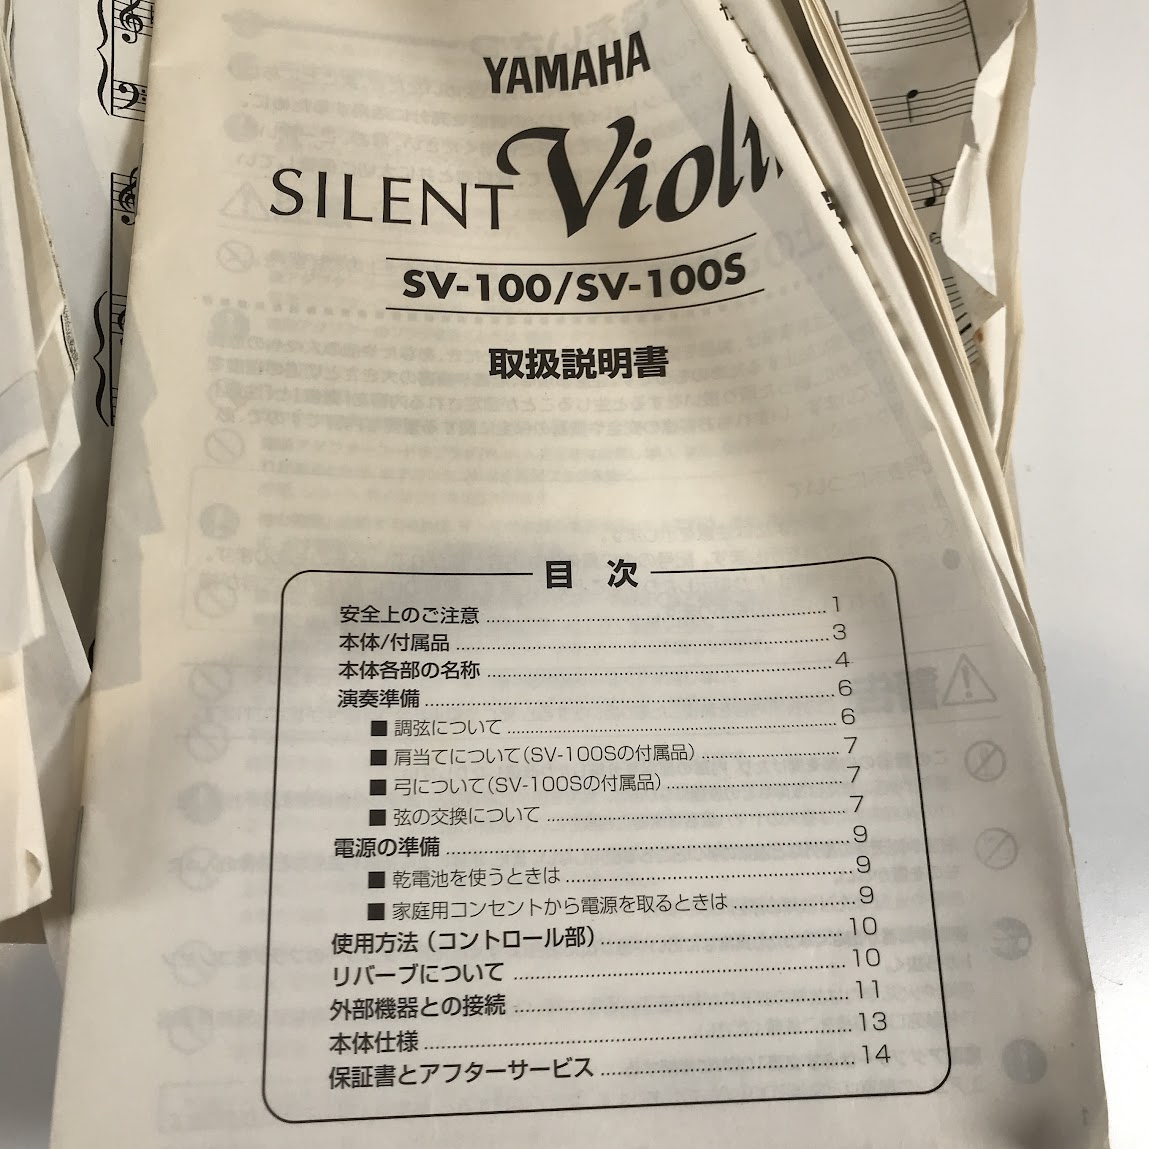 YAMAHA
SILENT Violin
SV-100/SV-100S
取扱説明書
目 次
安全上のご注意 1
本体/付属品 3
本体各部の名称 4
演奏準備 6
■ 調弦について 6
■ 肩当てについて(SV-100Sの付属品) 7
■ 弓について(SV-100Sの付属品) 7
■ 弦の交換について 7
電源の準備 9
■ 乾電池を使うときは 9
■ 家庭用コンセントから電源を取るときは 9
使用方法（コントロール部） 10
リバーブについて 10
外部機器との接続 11
本体仕様 13
保証書とアフターサービス 14